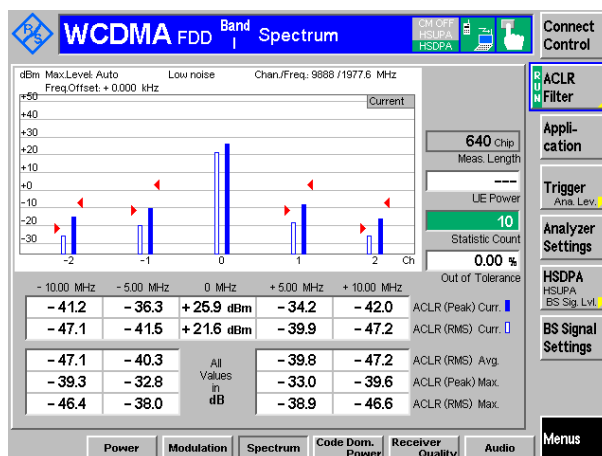 R&S
WCDMA FDD Band I Spectrum
CM OFF
HSUPA
HSDPA
Connect Control
dBm Max.Level: Auto Low noise Chan./Freq.: 9888 / 1977.6 MHz
Freq.Offset: + 0.000 kHz
RUN
ACLR Filter
+50
Current
+40
+30
+20
+10
+0
-10
-20
-30
-2 -1 0 1 2 Ch
640 Chip
Meas. Length
---
UE Power
10
Statistic Count
0.00 %
Out of Tolerance
Appli-
cation
Trigger
Ana. Lev.
Analyzer
Settings
HSDPA
HSUPA
BS Sig. Lvl.
BS Signal
Settings
- 10.00 MHz - 5.00 MHz 0 MHz + 5.00 MHz + 10.00 MHz
- 41.2 - 36.3 + 25.9 dBm - 34.2 - 42.0 ACLR (Peak) Curr.
- 47.1 - 41.5 + 21.6 dBm - 39.9 - 47.2 ACLR (RMS) Curr.
- 47.1 - 40.3 - 39.8 - 47.2 ACLR (RMS) Avg.
- 39.3 - 32.8 - 33.0 - 39.6 ACLR (Peak) Max.
- 46.4 - 38.0 - 38.9 - 46.6 ACLR (RMS) Max.
All
Values
in
dB
Power Modulation Spectrum Code Dom. Power Receiver Quality Audio
Menus